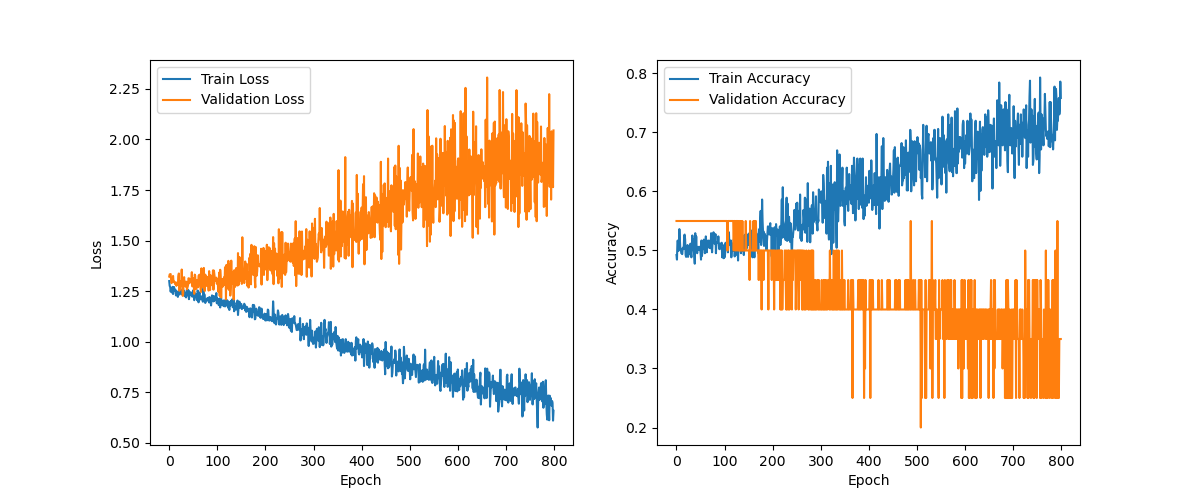 Train Loss
Validation Loss
2.25
2.00
1.75
1.50
1.25
1.00
0.75
0.50
Loss
0 100 200 300 400 500 600 700 800
Epoch
Train Accuracy
Validation Accuracy
0.8
0.7
0.6
0.5
0.4
0.3
0.2
Accuracy
0 100 200 300 400 500 600 700 800
Epoch